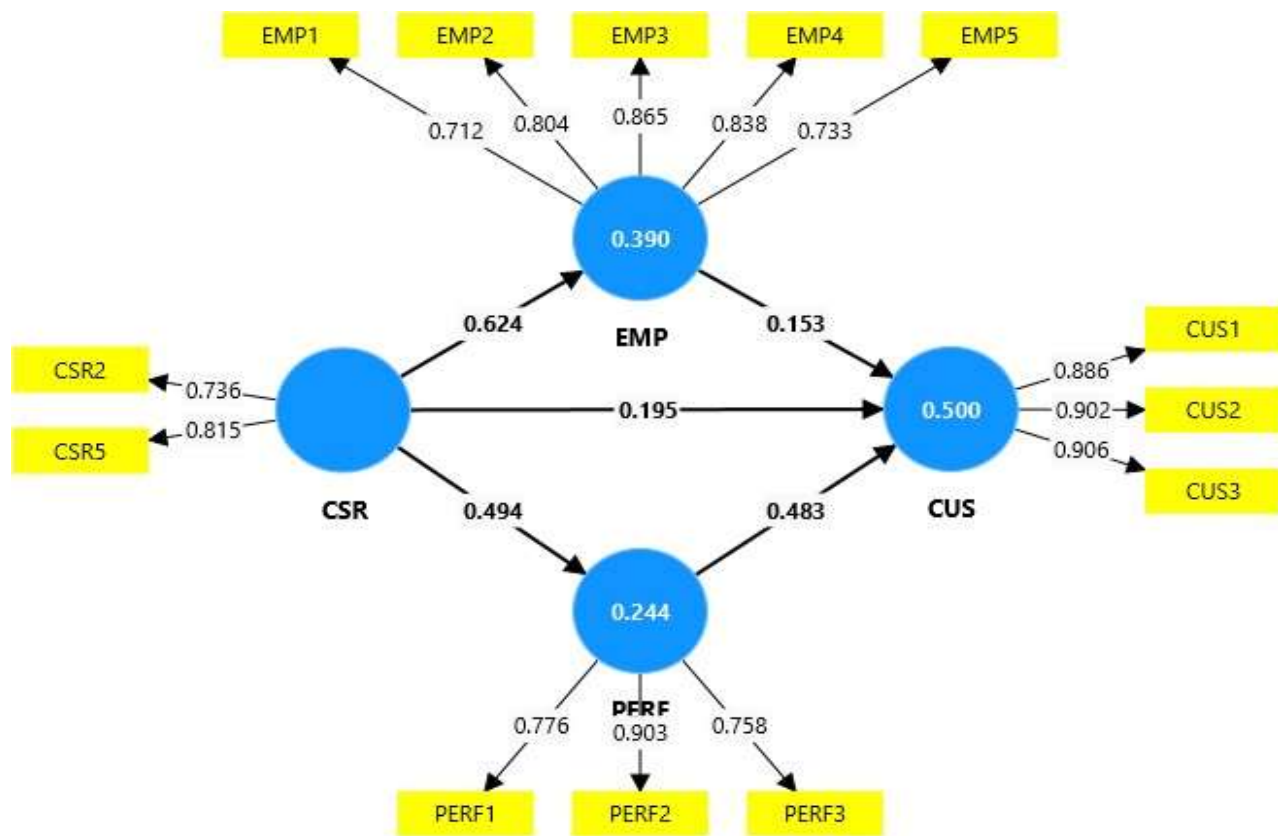 EMP1 EMP2 EMP3 EMP4 EMP5
0.712 0.804 0.865 0.838 0.733
0.390
EMP
0.624 0.153
CSR2
CSR5
0.736
0.815
CSR
0.195
0.500
CUS
0.886
0.902
0.906
CUS1
CUS2
CUS3
0.494 0.483
0.244
PERF
0.776 0.903 0.758
PERF1 PERF2 PERF3